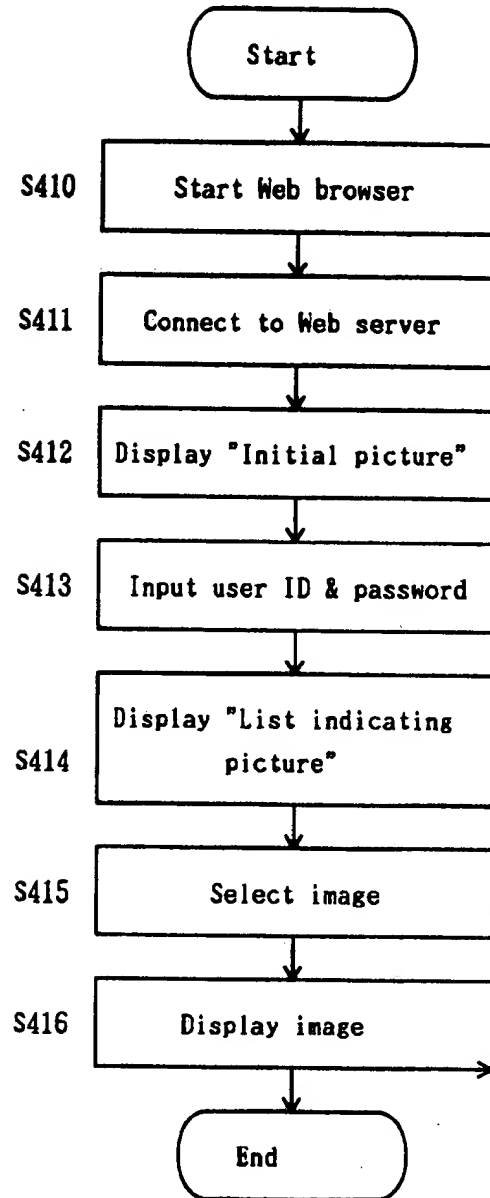 Start
S410 Start Web browser
S411 Connect to Web server
S412 Display "Initial picture"
S413 Input user ID & password
Display "List indicating
S414 picture"
S415 Select image
S416 Display image
End